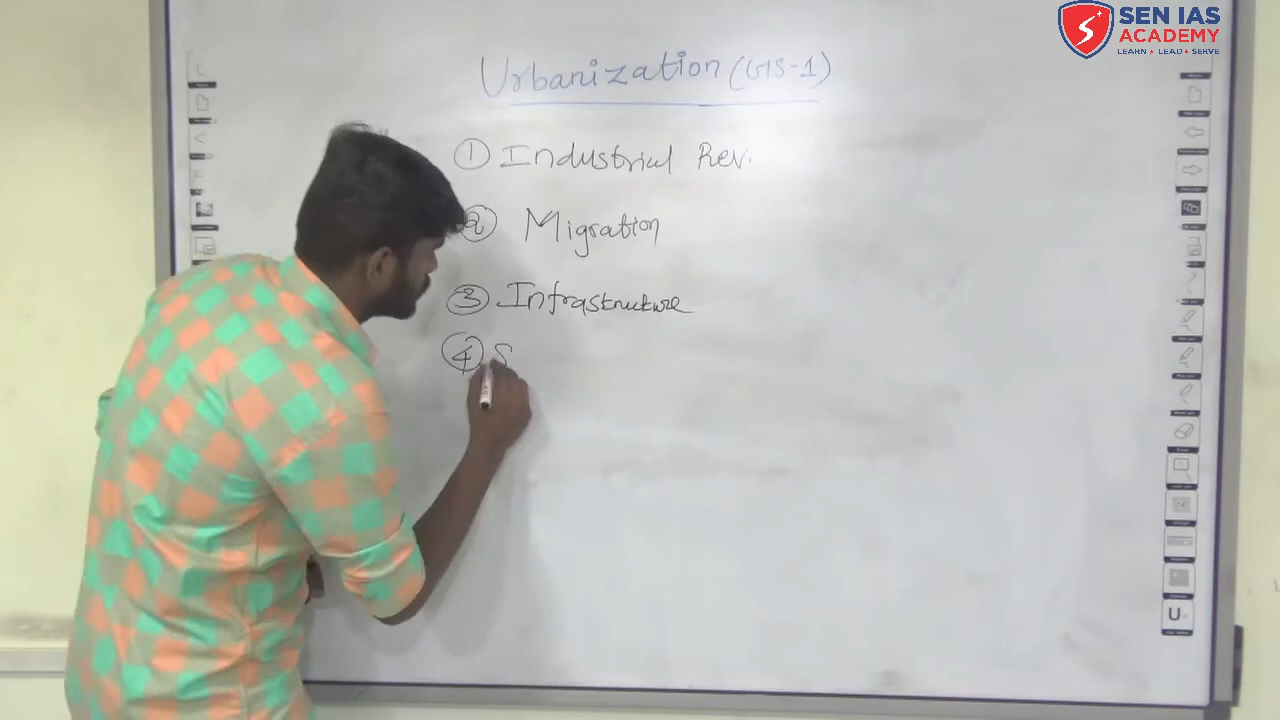 SEN IAS
ACADEMY
LEARN ★ LEAD ★ SERVE
Urbanization (GS-1)
① Industrial Rev.
② Migration
③ Infrastructure
④ S
U